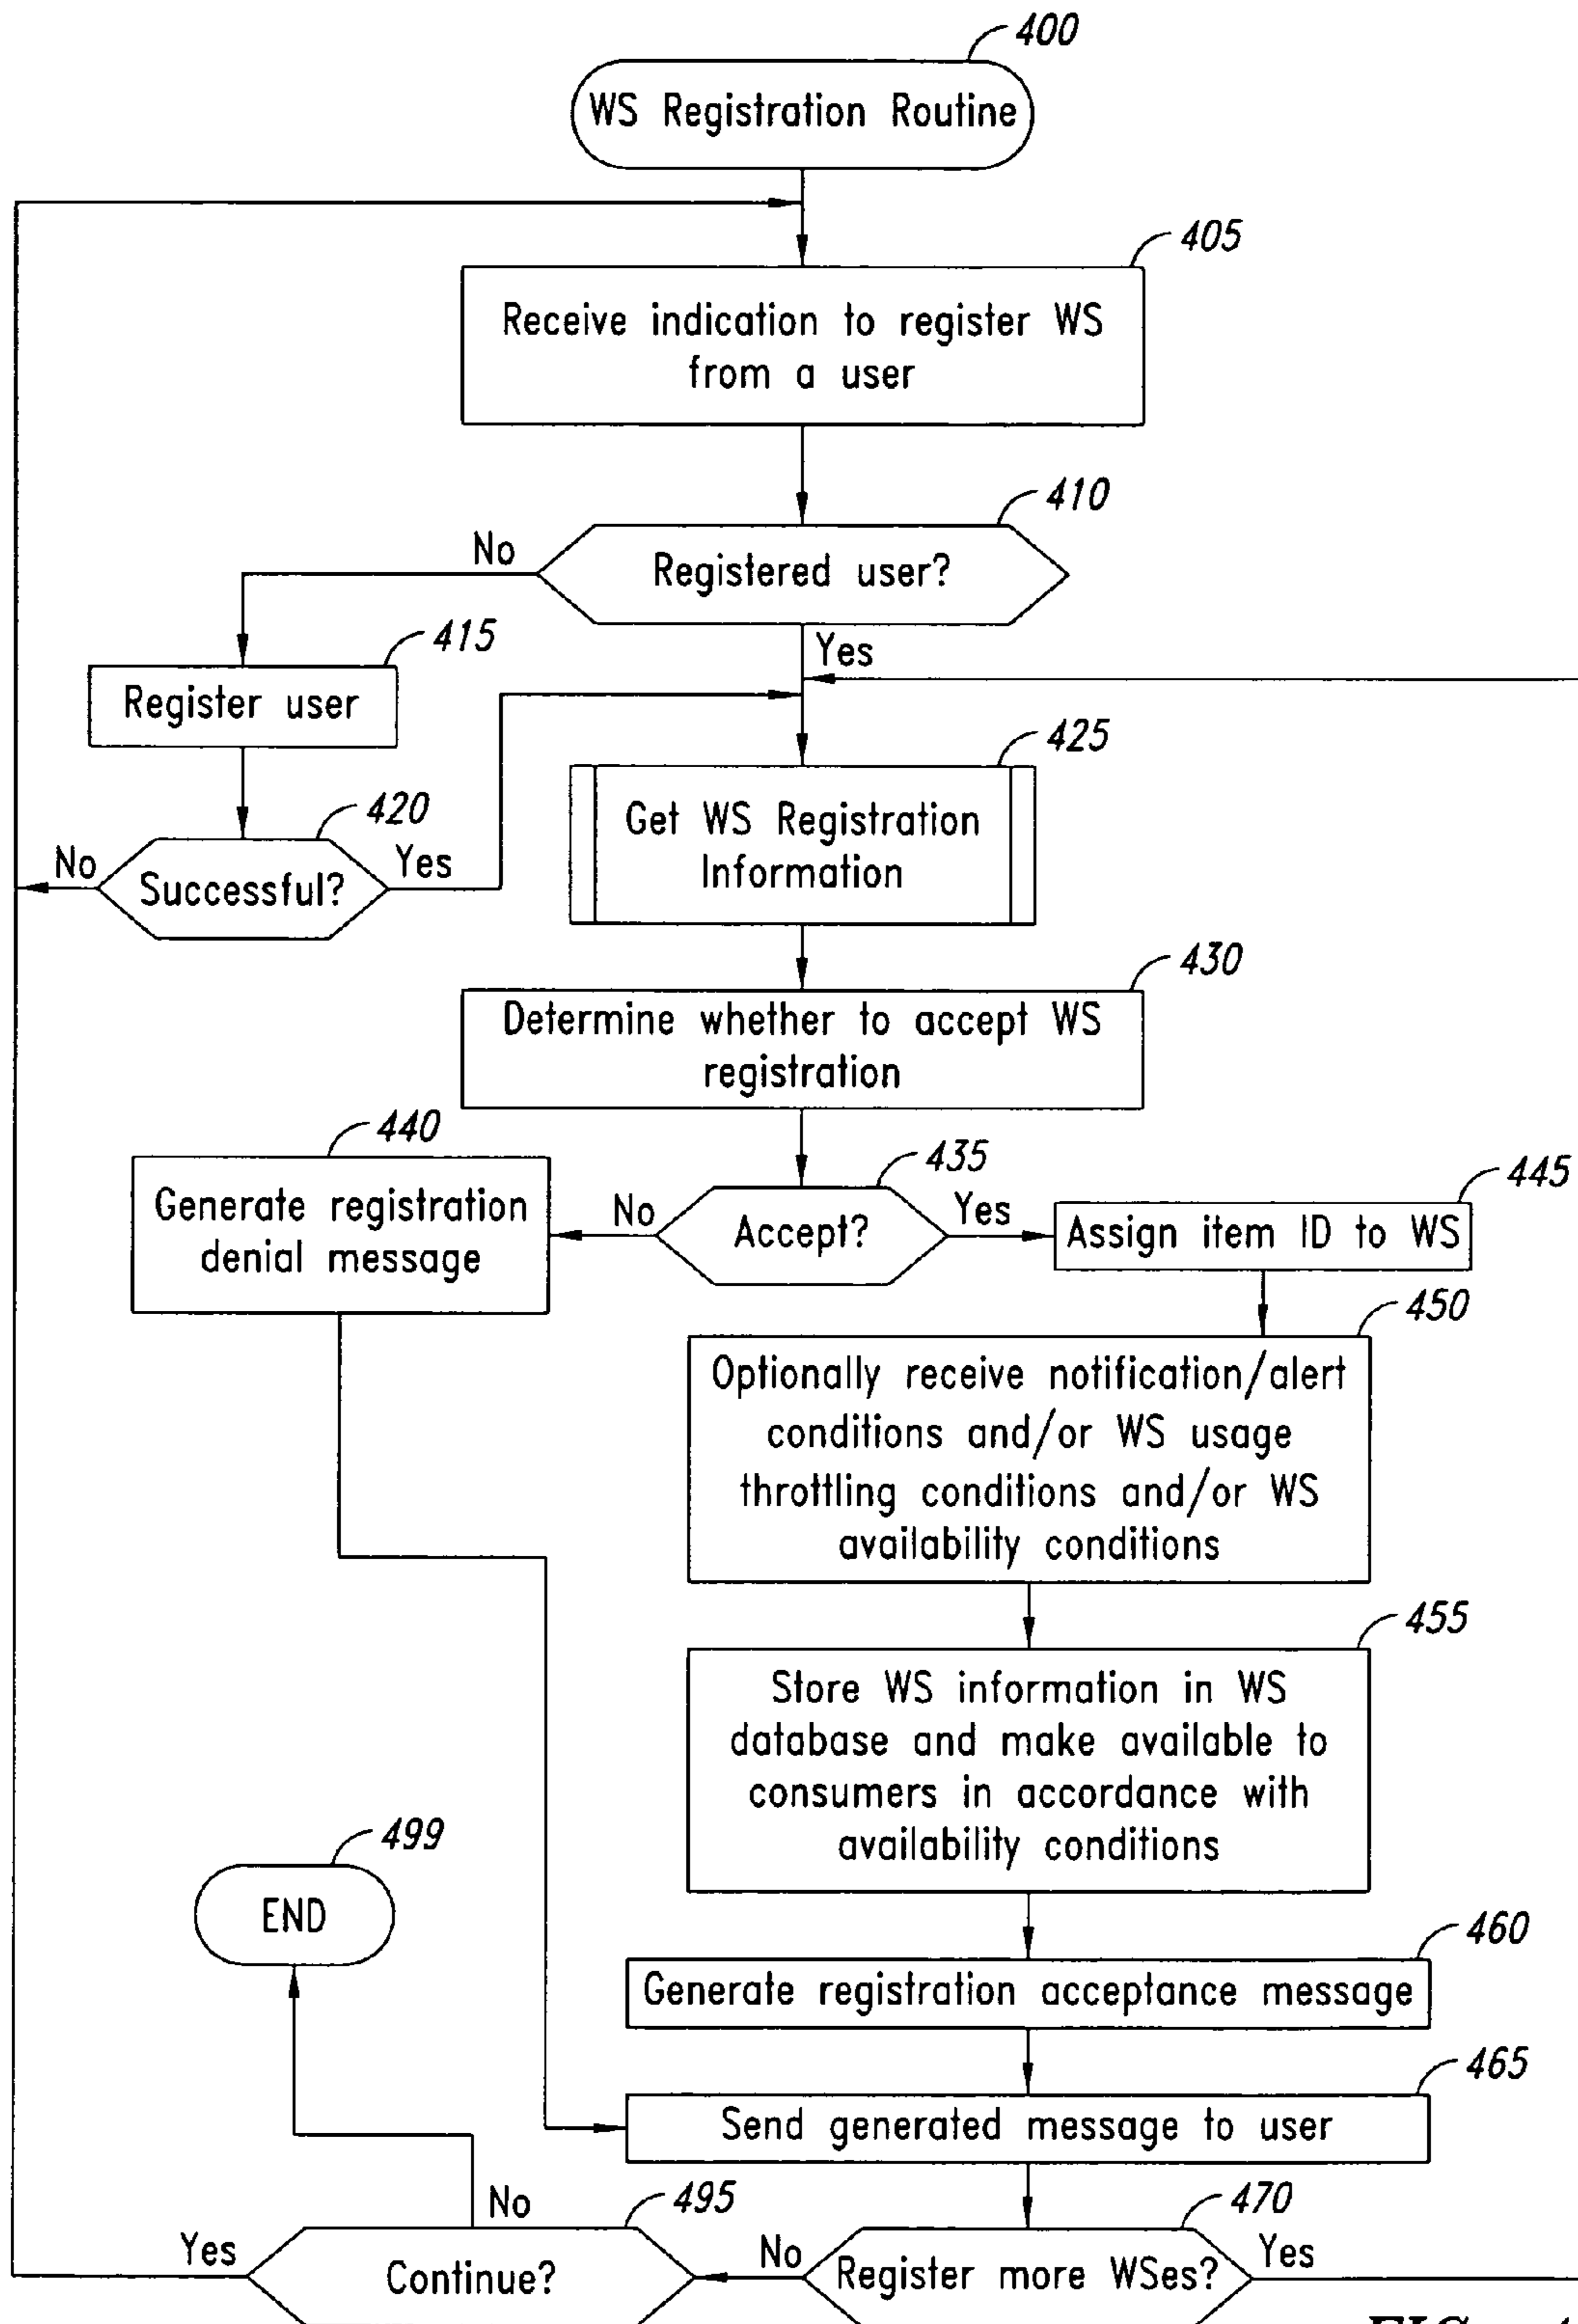 400
WS Registration Routine
405
Receive indication to register WS
from a user
410
No
Registered user?
415
Yes
Register user
425
420
Get WS Registration
Information
No
Successful?
Yes
430
Determine whether to accept WS
registration
440
435
445
Generate registration
denial message
No
Accept?
Yes
Assign item ID to WS
450
Optionally receive notification/alert
conditions and/or WS usage
throttling conditions and/or WS
availability conditions
455
Store WS information in WS
database and make available to
consumers in accordance with
availability conditions
499
END
460
Generate registration acceptance message
465
Send generated message to user
No
495
470
Yes
Continue?
No
Register more WSes?
Yes